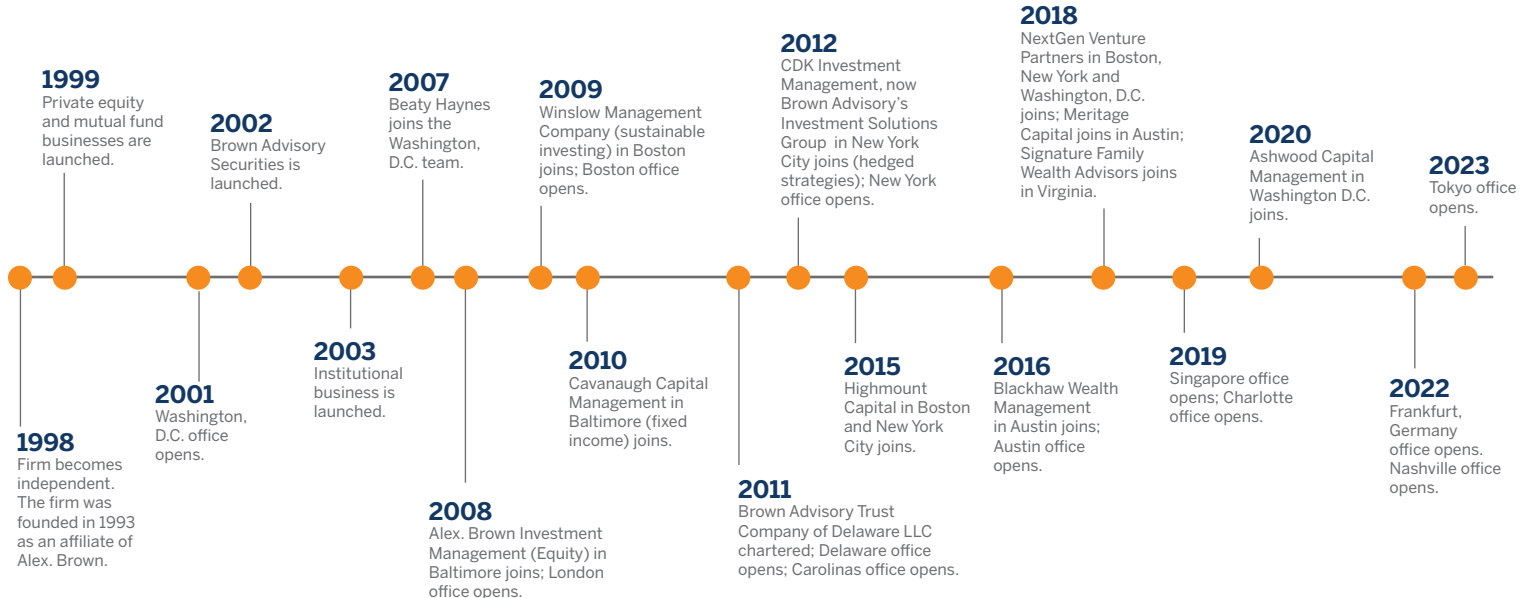 1998
Firm becomes
independent.
The firm was
founded in 1993
as an affiliate of
Alex. Brown.
1999
Private equity
and mutual fund
businesses are
launched.
2001
Washington,
D.C. office
opens.
2002
Brown Advisory
Securities is
launched.
2003
Institutional
business is
launched.
2007
Beaty Haynes
joins the
Washington,
D.C. team.
2008
Alex. Brown Investment
Management (Equity) in
Baltimore joins; London
office opens.
2009
Winslow Management
Company (sustainable
investing) in Boston
joins; Boston office
opens.
2010
Cavanaugh Capital
Management in
Baltimore (fixed
income) joins.
2011
Brown Advisory Trust
Company of Delaware LLC
chartered; Delaware office
opens; Carolinas office opens.
2012
CDK Investment
Management, now
Brown Advisory's
Investment Solutions
Group in New York
City joins (hedged
strategies); New York
office opens.
2015
Highmount
Capital in Boston
and New York
City joins.
2016
Blackhaw Wealth
Management
in Austin joins;
Austin office
opens.
2018
NextGen Venture
Partners in Boston,
New York and
Washington, D.C.
joins; Meritage
Capital joins in Austin;
Signature Family
Wealth Advisors joins
in Virginia.
2019
Singapore office
opens; Charlotte
office opens.
2020
Ashwood Capital
Management in
Washington D.C.
joins.
2022
Frankfurt,
Germany
office opens.
Nashville office
opens.
2023
Tokyo office
opens.